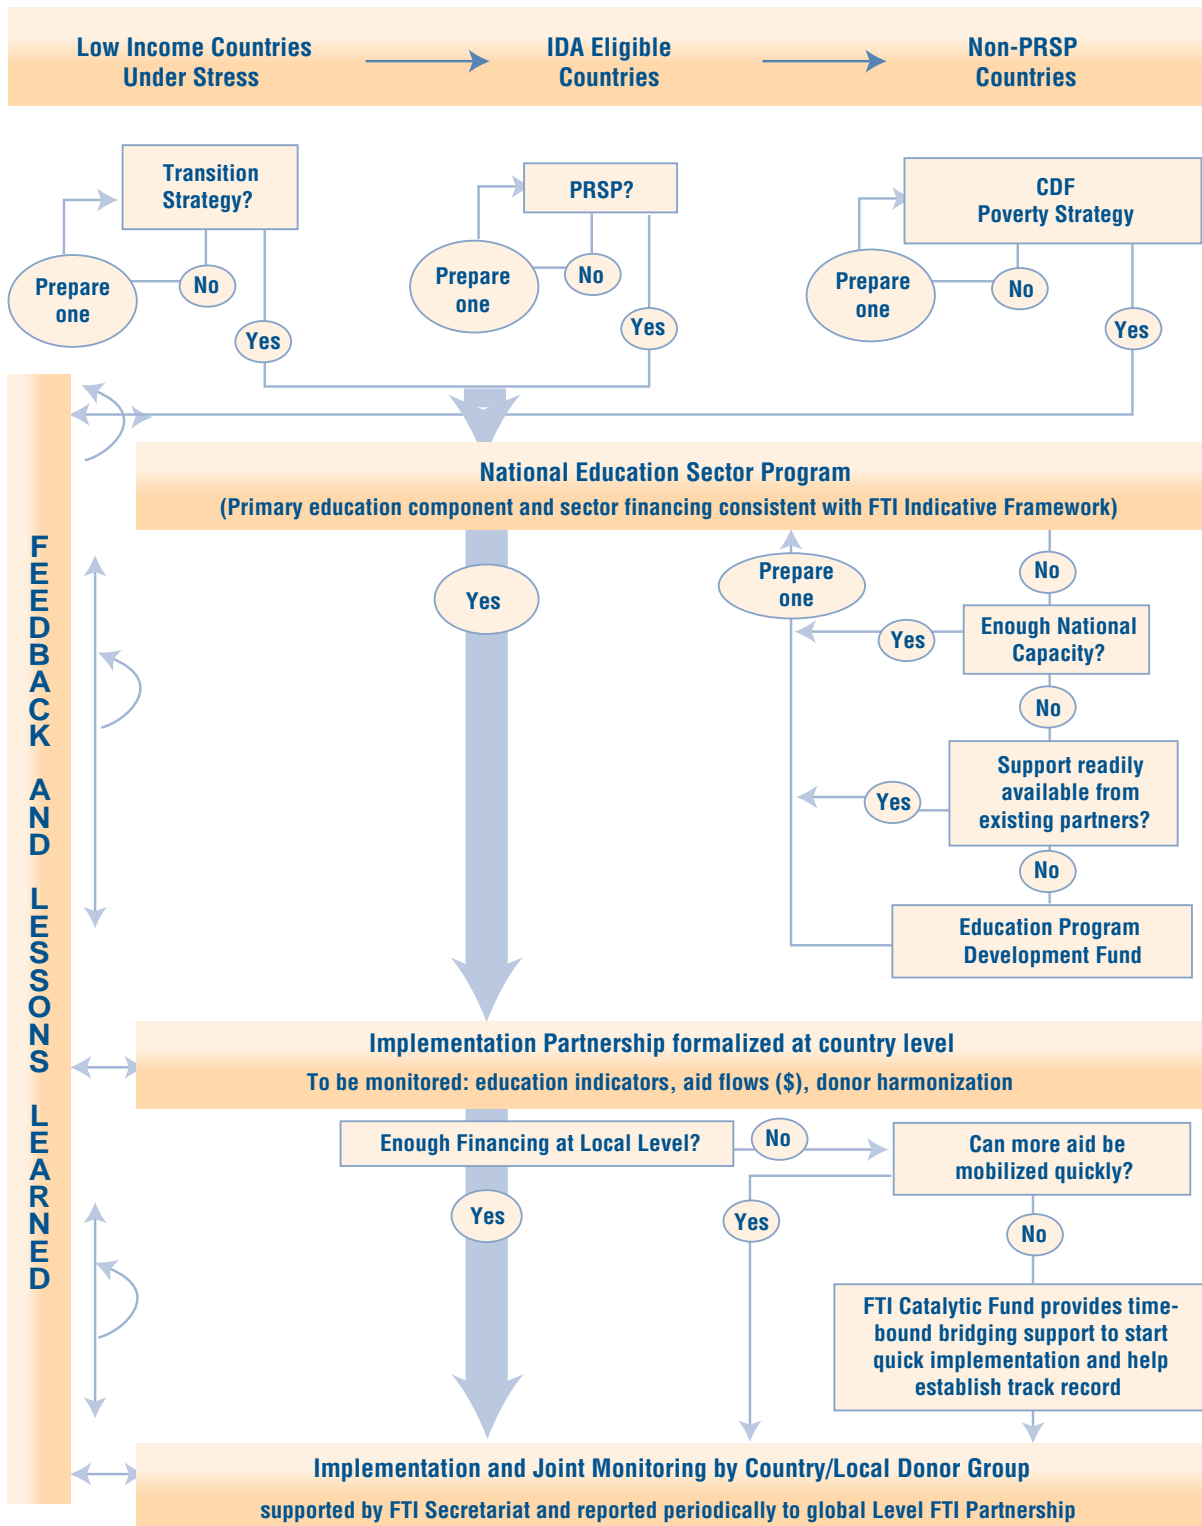 Low Income Countries
Under Stress
IDA Eligible
Countries
Non-PRSP
Countries
Transition
Strategy?
Prepare
one
No
Yes
PRSP?
Prepare
one
No
Yes
CDF
Poverty Strategy
Prepare
one
No
Yes
FEEDBACK AND LESSONS LEARNED
National Education Sector Program
(Primary education component and sector financing consistent with FTI Indicative Framework)
Yes
Prepare
one
No
Enough National
Capacity?
Yes
No
Support readily
available from
existing partners?
Yes
No
Education Program
Development Fund
Implementation Partnership formalized at country level
To be monitored: education indicators, aid flows ($), donor harmonization
Enough Financing at Local Level?
No
Can more aid be
mobilized quickly?
Yes
Yes
No
FTI Catalytic Fund provides time-
bound bridging support to start
quick implementation and help
establish track record
Implementation and Joint Monitoring by Country/Local Donor Group
supported by FTI Secretariat and reported periodically to global Level FTI Partnership